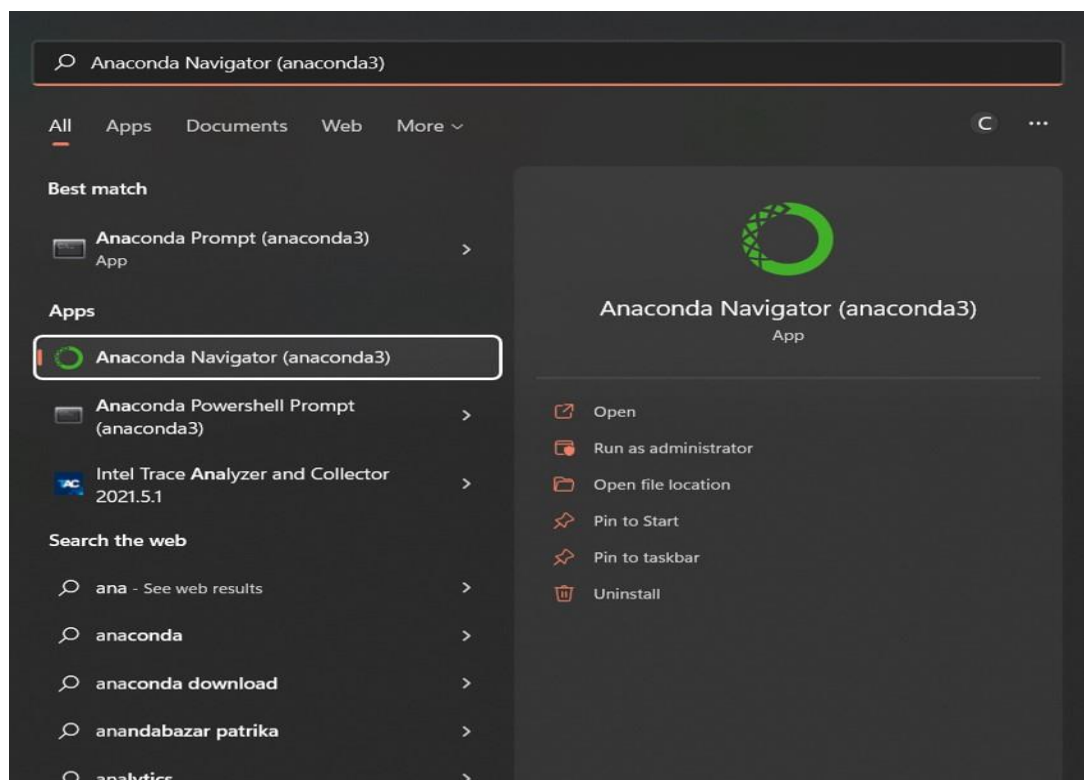 Anaconda Navigator (anaconda3)
All Apps Documents Web More
C ...
Best match
Anaconda Prompt (anaconda3)
App
Apps
Anaconda Navigator (anaconda3)
Anaconda Powershell Prompt
(anaconda3)
Intel Trace Analyzer and Collector
2021.5.1
Search the web
ana - See web results
anaconda
anaconda download
anandabazar patrika
analytics
Anaconda Navigator (anaconda3)
App
Open
Run as administrator
Open file location
Pin to Start
Pin to taskbar
Uninstall